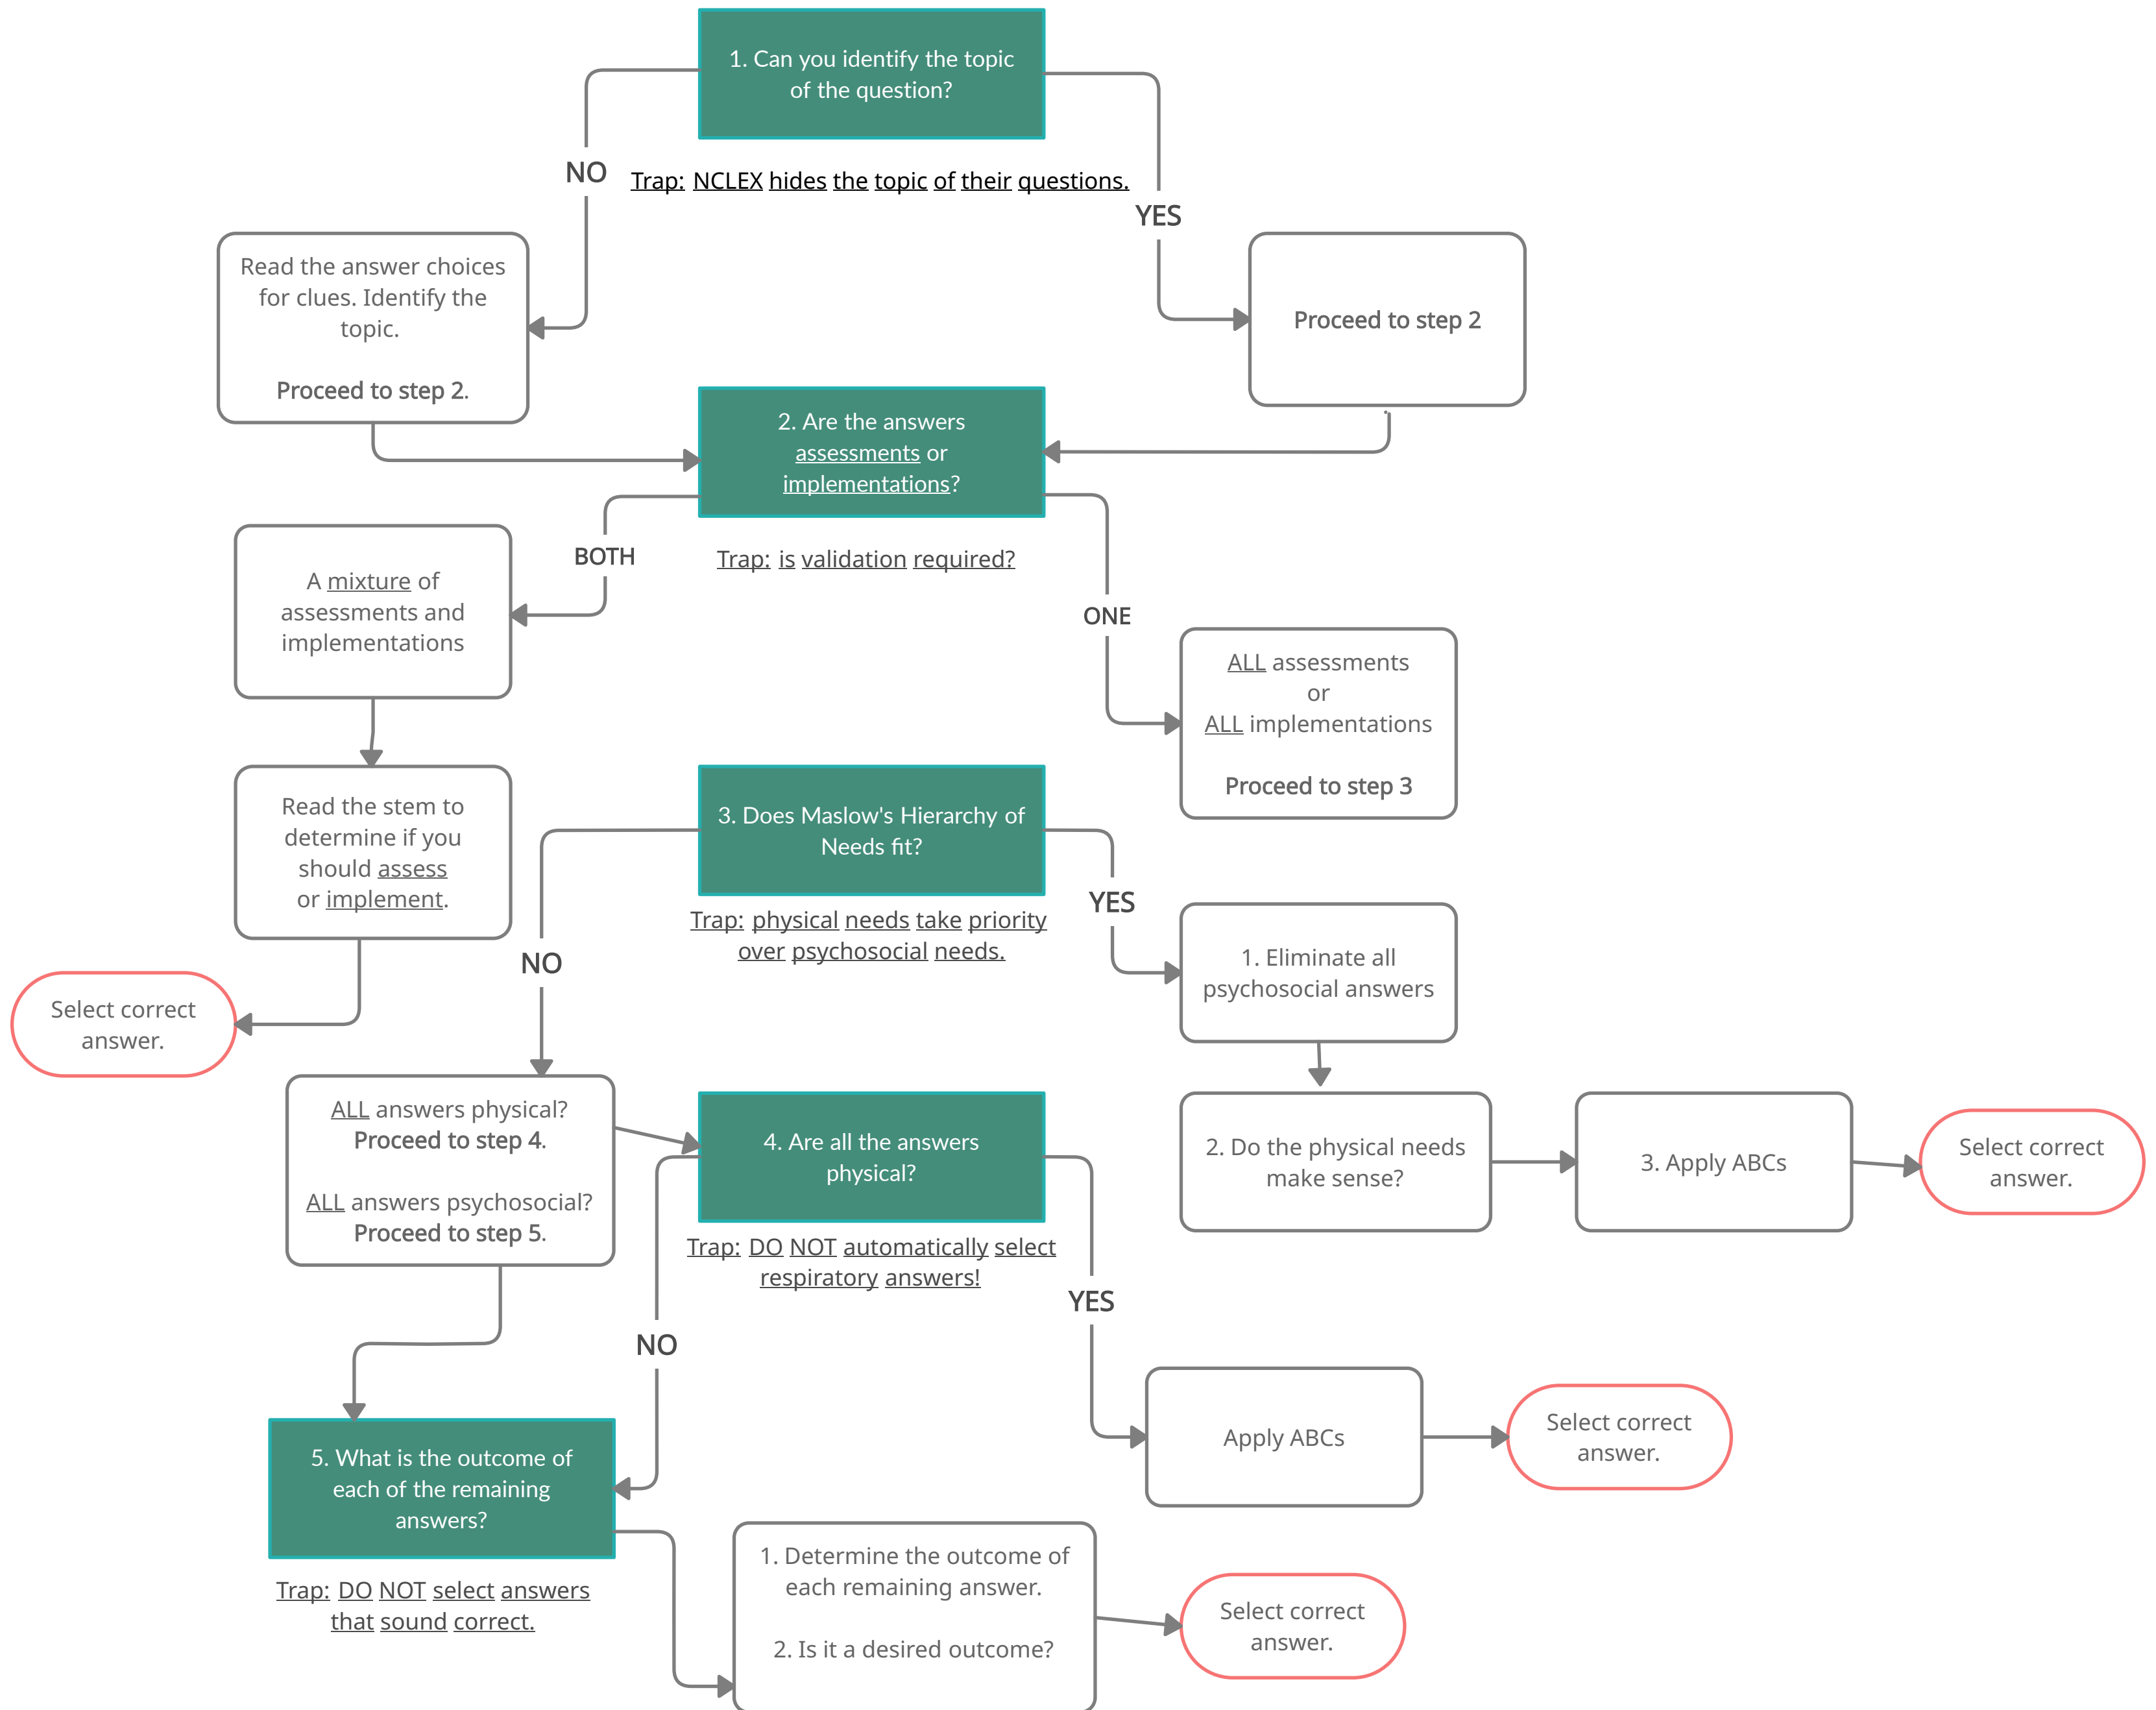 1. Can you identify the topic
of the question?
NO
Trap: NCLEX hides the topic of their questions.
YES
Read the answer choices
for clues. Identify the
topic.
Proceed to step 2.
Proceed to step 2
2. Are the answers
assessments or
implementations?
BOTH
Trap: is validation required?
ONE
A mixture of
assessments and
implementations
ALL assessments
or
ALL implementations
Proceed to step 3
Read the stem to
determine if you
should assess
or implement.
Select correct
answer.
3. Does Maslow's Hierarchy of
Needs fit?
Trap: physical needs take priority
over psychosocial needs.
YES
NO
1. Eliminate all
psychosocial answers
2. Do the physical needs
make sense?
3. Apply ABCs
Select correct
answer.
ALL answers physical?
Proceed to step 4.
ALL answers psychosocial?
Proceed to step 5.
4. Are all the answers
physical?
Trap: DO NOT automatically select
respiratory answers!
YES
NO
Apply ABCs
Select correct
answer.
5. What is the outcome of
each of the remaining
answers?
Trap: DO NOT select answers
that sound correct.
1. Determine the outcome of
each remaining answer.
2. Is it a desired outcome?
Select correct
answer.